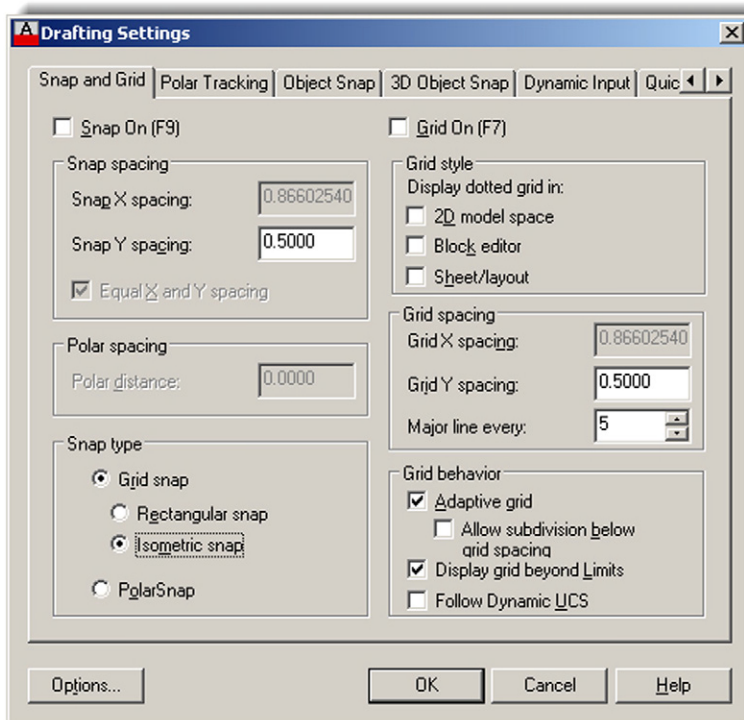 Drafting Settings
Snap and Grid Polar Tracking Object Snap 3D Object Snap Dynamic Input Quic
Snap On (F9)
Snap spacing
Snap X spacing: 0.86602540
Snap Y spacing: 0.5000
Equal X and Y spacing
Polar spacing
Polar distance: 0.0000
Snap type
Grid snap
Rectangular snap
Isometric snap
PolarSnap
Grid On (F7)
Grid style
Display dotted grid in:
2D model space
Block editor
Sheet/layout
Grid spacing
Grid X spacing: 0.86602540
Grid Y spacing: 0.5000
Major line every: 5
Grid behavior
Adaptive grid
Allow subdivision below
grid spacing
Display grid beyond Limits
Follow Dynamic UCS
Options... OK Cancel Help